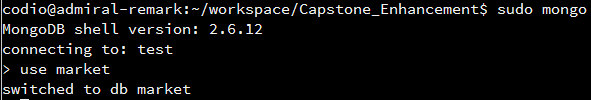 codio@admiral-remark:~/workspace/Capstone_Enhancement$ sudo mongo
MongoDB shell version: 2.6.12
connecting to: test
> use market
switched to db market